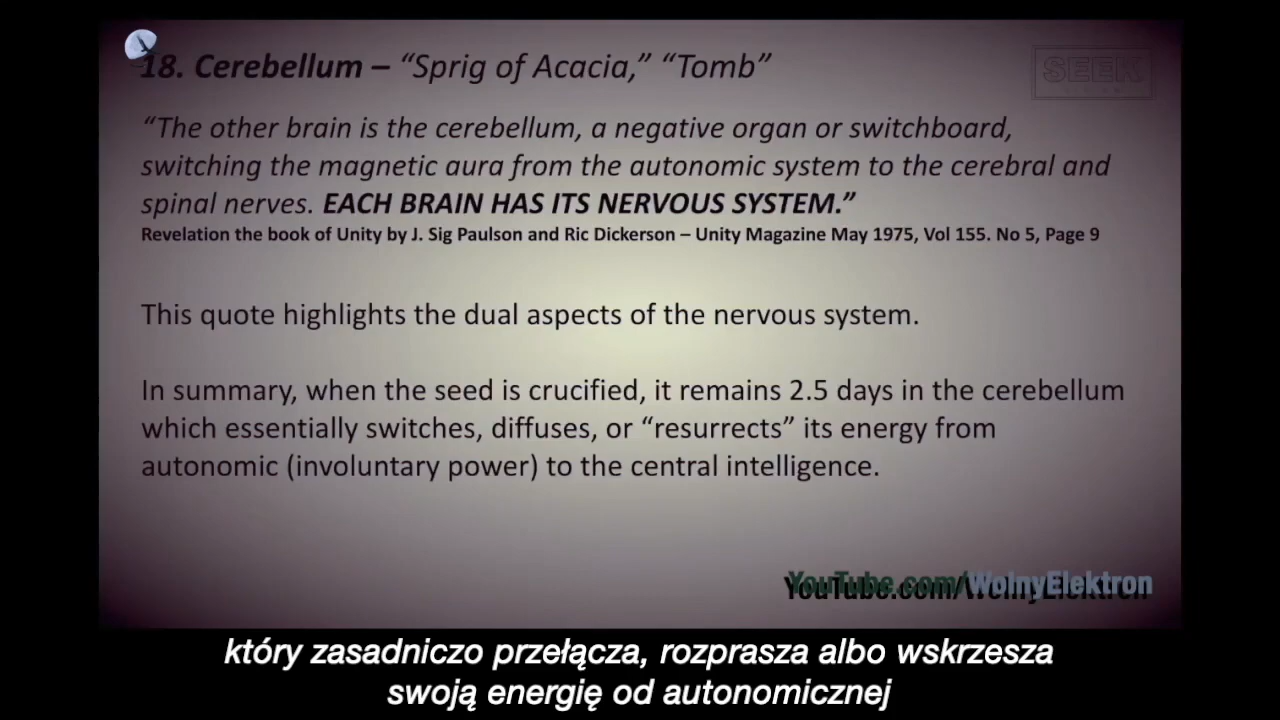 18. Cerebellum – “Sprig of Acacia,” “Tomb”
SEEK
“The other brain is the cerebellum, a negative organ or switchboard,
switching the magnetic aura from the autonomic system to the cerebral and
spinal nerves. EACH BRAIN HAS ITS NERVOUS SYSTEM.”
Revelation the book of Unity by J. Sig Paulson and Ric Dickerson – Unity Magazine May 1975, Vol 155. No 5, Page 9
This quote highlights the dual aspects of the nervous system.
In summary, when the seed is crucified, it remains 2.5 days in the cerebellum
which essentially switches, diffuses, or “resurrects” its energy from
autonomic (involuntary power) to the central intelligence.
YouTube.com/WolnyElektron
który zasadniczo przełącza, rozprasza albo wskrzesza
swoją energię od autonomicznej